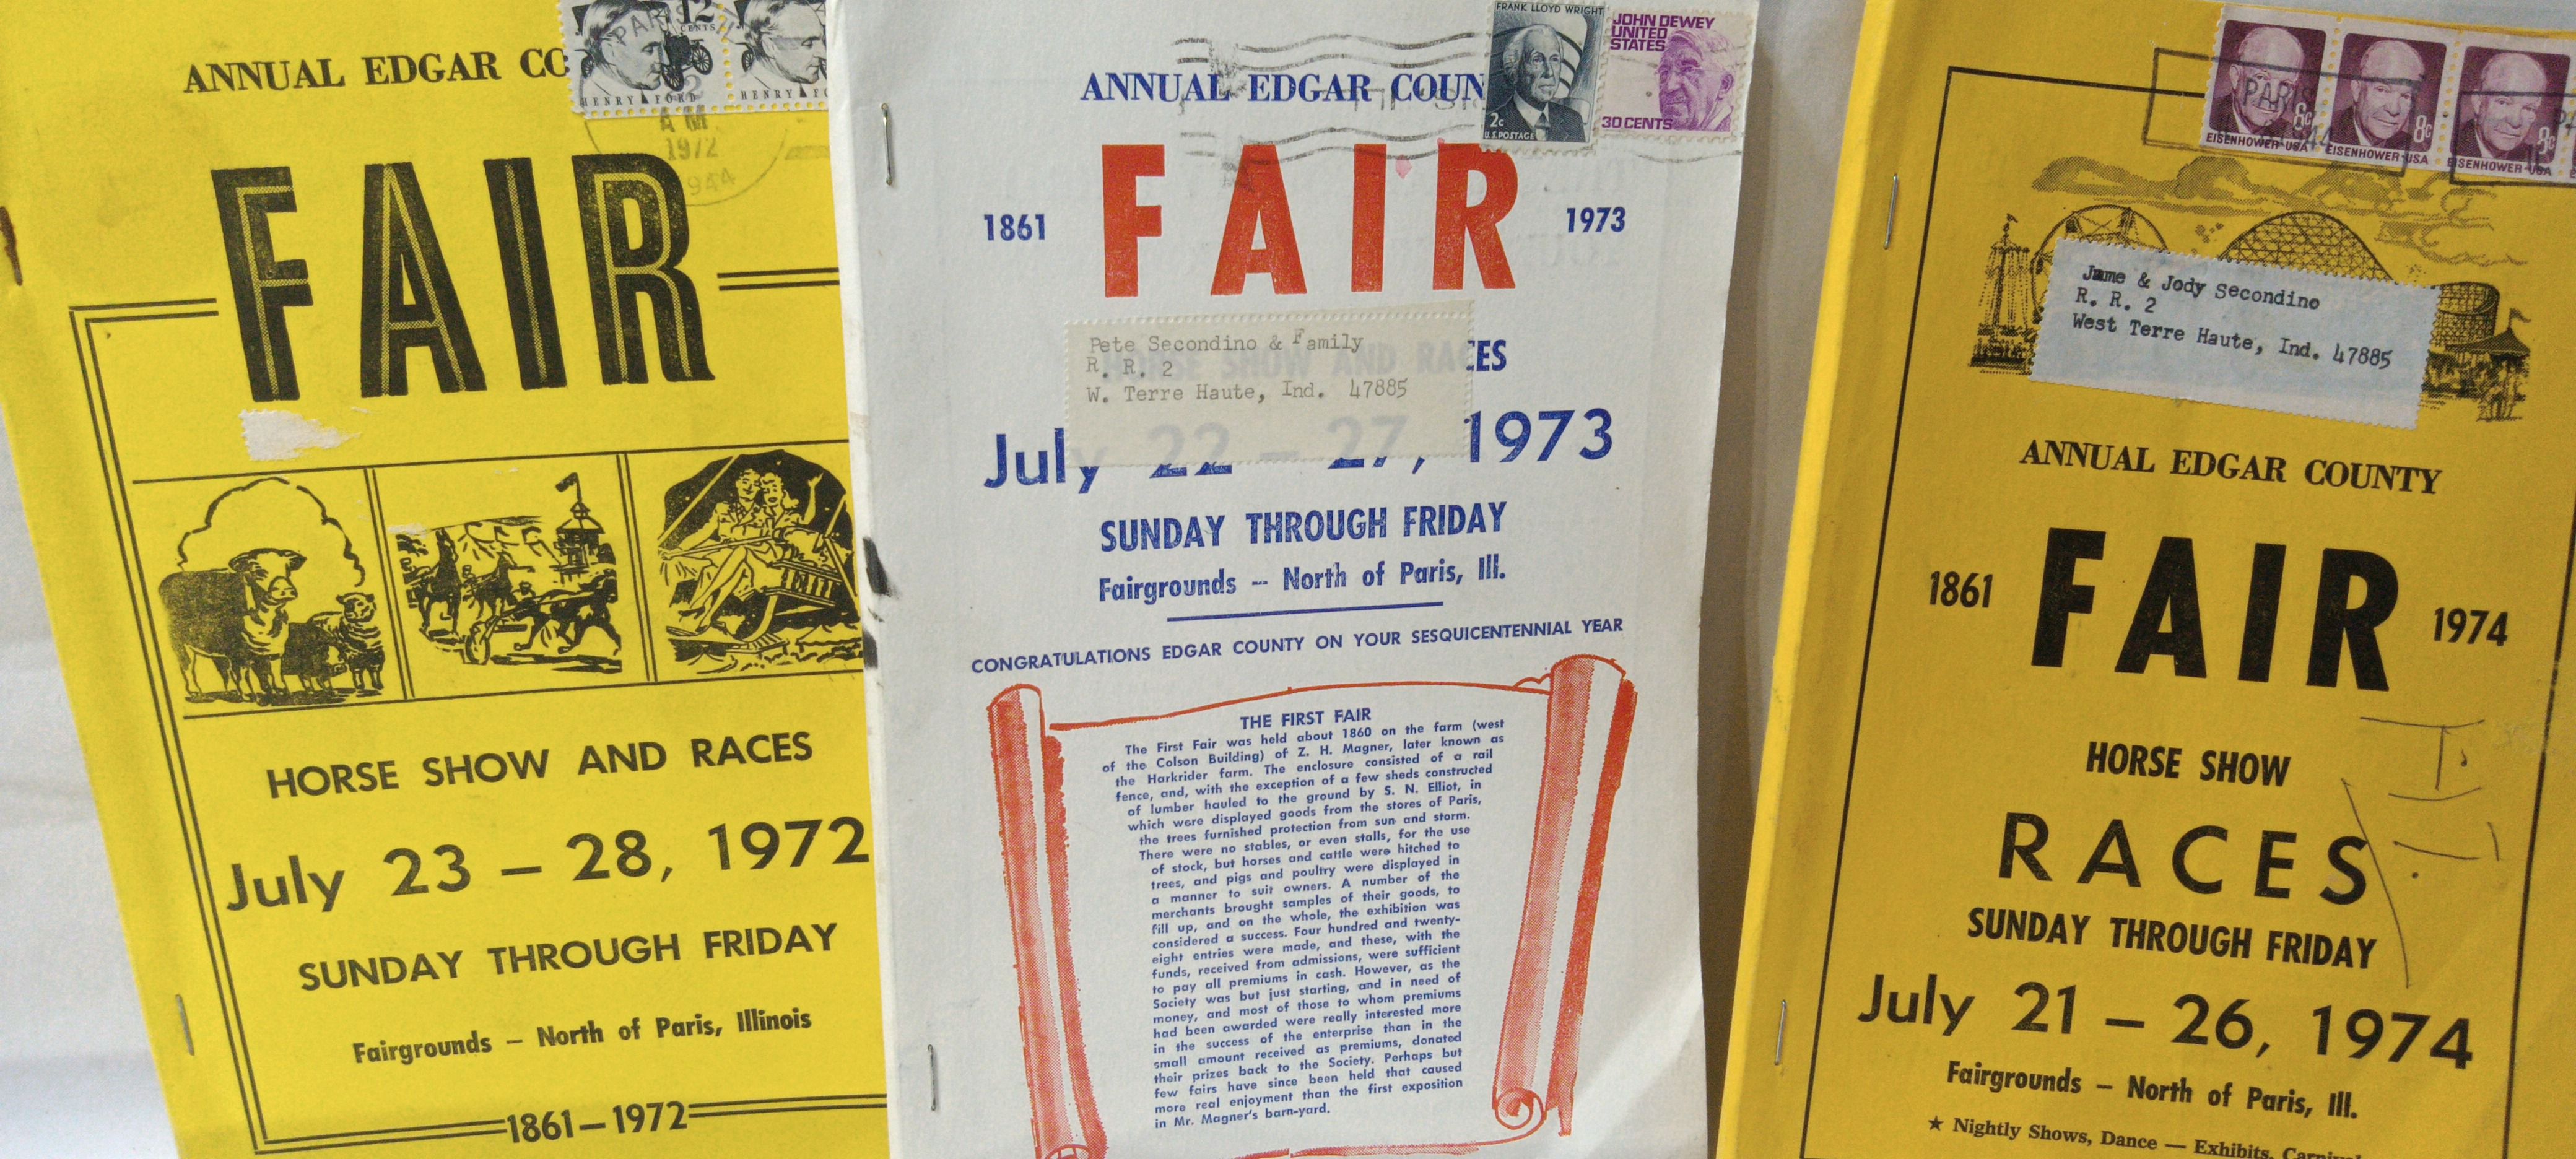 ANNUAL EDGAR CO
12
CENTS
HENRY FORD
HENRY
PARIS
A M
1972
944
FAIR
HORSE SHOW AND RACES
July 23 – 28, 1972
SUNDAY THROUGH FRIDAY
Fairgrounds – North of Paris, Illinois
1861–1972
FRANK LLOYD WRIGHT
2c
U.S. POSTAGE
JOHN DEWEY
UNITED
STATES
30 CENTS
ANNUAL EDGAR COUN
1861 FAIR 1973
Pete Secondino & Family
R. R. 2
W. Terre Haute, Ind. 47885
HORSE SHOW AND RACES
July 22 – 27, 1973
SUNDAY THROUGH FRIDAY
Fairgrounds -- North of Paris, Ill.
CONGRATULATIONS EDGAR COUNTY ON YOUR SESQUICENTENNIAL YEAR
THE FIRST FAIR
The First Fair was held about 1860 on the farm (west
of the Colson Building) of Z. H. Magner, later known as
the Harkrider farm. The enclosure consisted of a rail
fence, and, with the exception of a few sheds constructed
of lumber hauled to the ground by S. N. Elliot, in
which were displayed goods from the stores of Paris,
the trees furnished protection from sun and storm.
There were no stables, or even stalls, for the use
of stock, but horses and cattle were hitched to
trees, and pigs and poultry were displayed in
a manner to suit owners. A number of the
merchants brought samples of their goods, to
fill up, and on the whole, the exhibition was
considered a success. Four hundred and twenty-
eight entries were made, and these, with the
funds, received from admissions, were sufficient
to pay all premiums in cash. However, as the
Society was but just starting, and in need of
money, and most of those to whom premiums
had been awarded were really interested more
in the success of the enterprise than in the
small amount received as premiums, donated
their prizes back to the Society. Perhaps but
few fairs have since been held that caused
more real enjoyment than the first exposition
in Mr. Magner's barn-yard.
8c
EISENHOWER·USA
8c
EISENHOWER·USA
8c
EISENHOWER·USA
PARIS
Jame & Jody Secondino
R. R. 2
West Terre Haute, Ind. 47885
ANNUAL EDGAR COUNTY
1861 FAIR 1974
HORSE SHOW
RACES
SUNDAY THROUGH FRIDAY
July 21 – 26, 1974
Fairgrounds – North of Paris, Ill.
★ Nightly Shows, Dance — Exhibits, Carnival